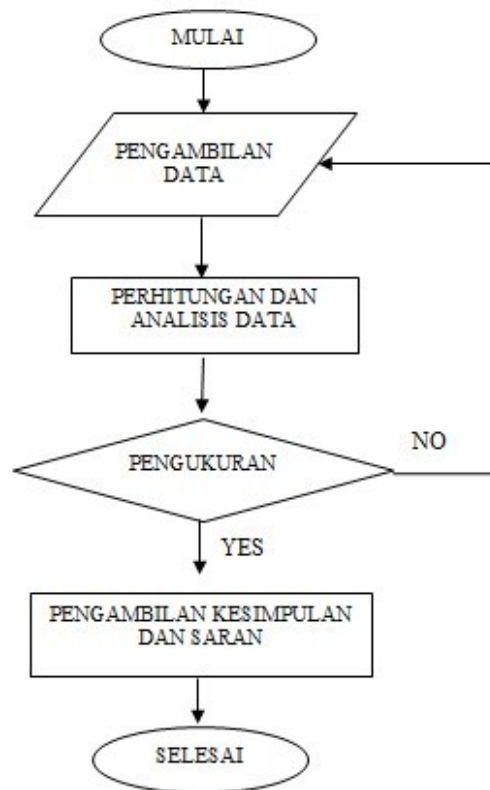 MULAI
PENGAMBILAN
DATA
PERHITUNGAN DAN
ANALISIS DATA
PENGUKURAN
NO
YES
PENGAMBILAN KESIMPULAN
DAN SARAN
SELESAI